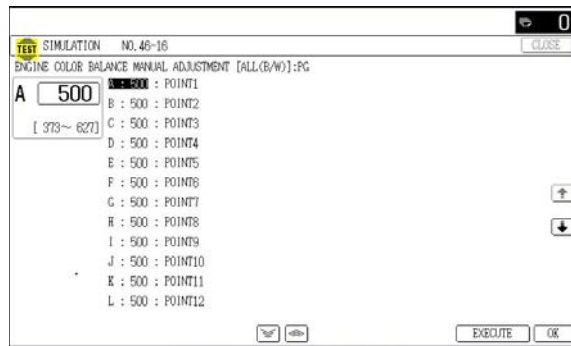 0
TEST SIMULATION NO.46-16 CLOSE
ENGINE COLOR BALANCE MANUAL ADJUSTMENT [ALL(B/W)]:PG
A 500
[ 373~ 627]
A : 500 : POINT1
B : 500 : POINT2
C : 500 : POINT3
D : 500 : POINT4
E : 500 : POINT5
F : 500 : POINT6
G : 500 : POINT7
H : 500 : POINT8
I : 500 : POINT9
J : 500 : POINT10
K : 500 : POINT11
L : 500 : POINT12
EXECUTE OK